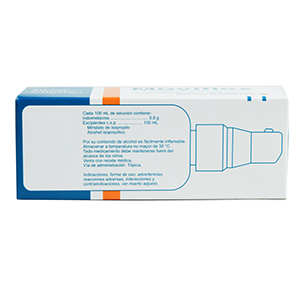 Cada 100 mL de solución contiene:
Indometacina ........................ 0,8 g
Excipientes c.s.p ............... 100 mL
Miristato de isopropilo
Alcohol isopropílico
Por su contenido de alcohol es fácilmente inflamable.
Almacenar a temperatura no mayor de 30 °C.
Todo medicamento debe mantenerse fuera del
alcance de los niños.
Venta con receta médica.
Vía de administración: Tópica.
Indicaciones, forma de uso, advertencias,
reacciones adversas, interacciones y
contraindicaciones, ver inserto adjunto.